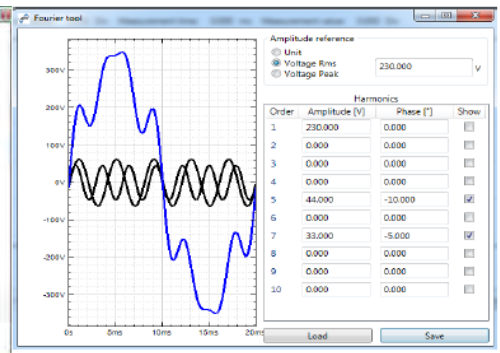 Fourier tool
Amplitude reference
Unit
Voltage Rms
Voltage Peak
230.000
V
Harmonics
Order Amplitude (V) Phase (°) Show
1 230.000 0.000
2 0.000 0.000
3 0.000 0.000
4 0.000 0.000
5 44.000 -10.000
6 0.000 0.000
7 33.000 -5.000
8 0.000 0.000
9 0.000 0.000
10 0.000 0.000
Load Save
300V
200V
100V
0V
-100V
-200V
-300V
0s 5ms 10ms 15ms 20ms